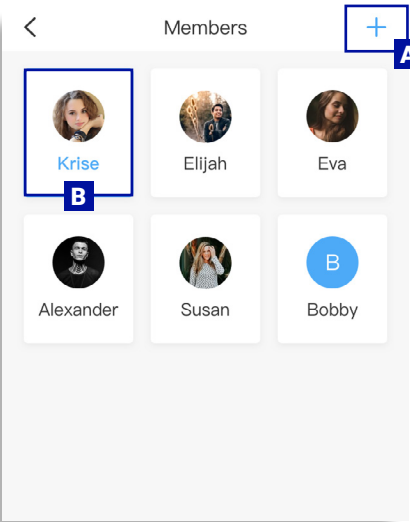 Members
A
Krise
Elijah
Eva
B
Alexander
Susan
B
Bobby